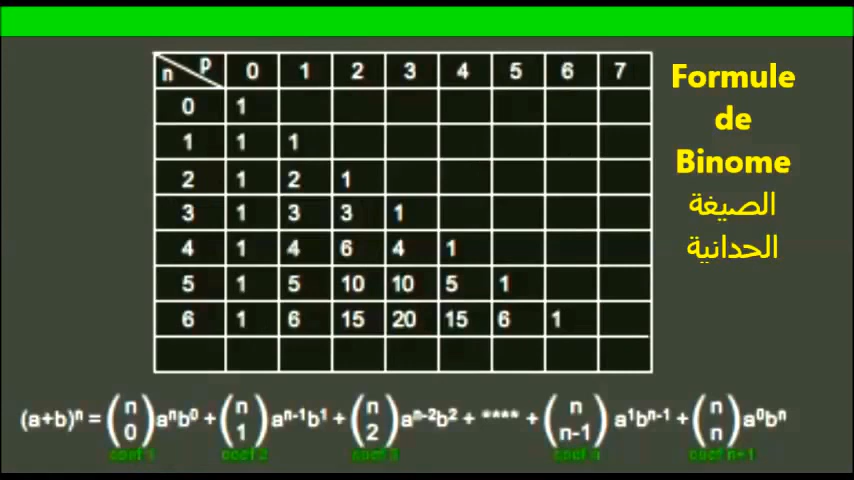 n p 0 1 2 3 4 5 6 7
0 1
1 1 1
2 1 2 1
3 1 3 3 1
4 1 4 6 4 1
5 1 5 10 10 5 1
6 1 6 15 20 15 6 1
Formule
de
Binome
الصيغة
الحدانية
(a+b)ⁿ = (n 0) aⁿb⁰ + (n 1) aⁿ⁻¹b¹ + (n 2) aⁿ⁻²b² + **** + (n n-1) a¹bⁿ⁻¹ + (n n) a⁰bⁿ
coef 1 coef 2 coef 3 coef n coef n+1